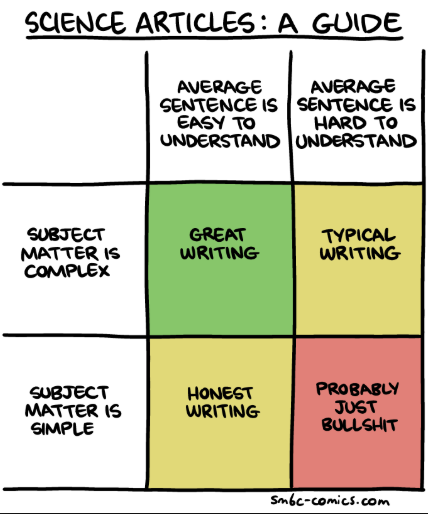 SCIENCE ARTICLES: A GUIDE
AVERAGE
SENTENCE IS
EASY TO
UNDERSTAND
AVERAGE
SENTENCE IS
HARD TO
UNDERSTAND
SUBJECT
MATTER IS
COMPLEX
GREAT
WRITING
TYPICAL
WRITING
SUBJECT
MATTER IS
SIMPLE
HONEST
WRITING
PROBABLY
JUST
BULLSHIT
smbc-comics.com